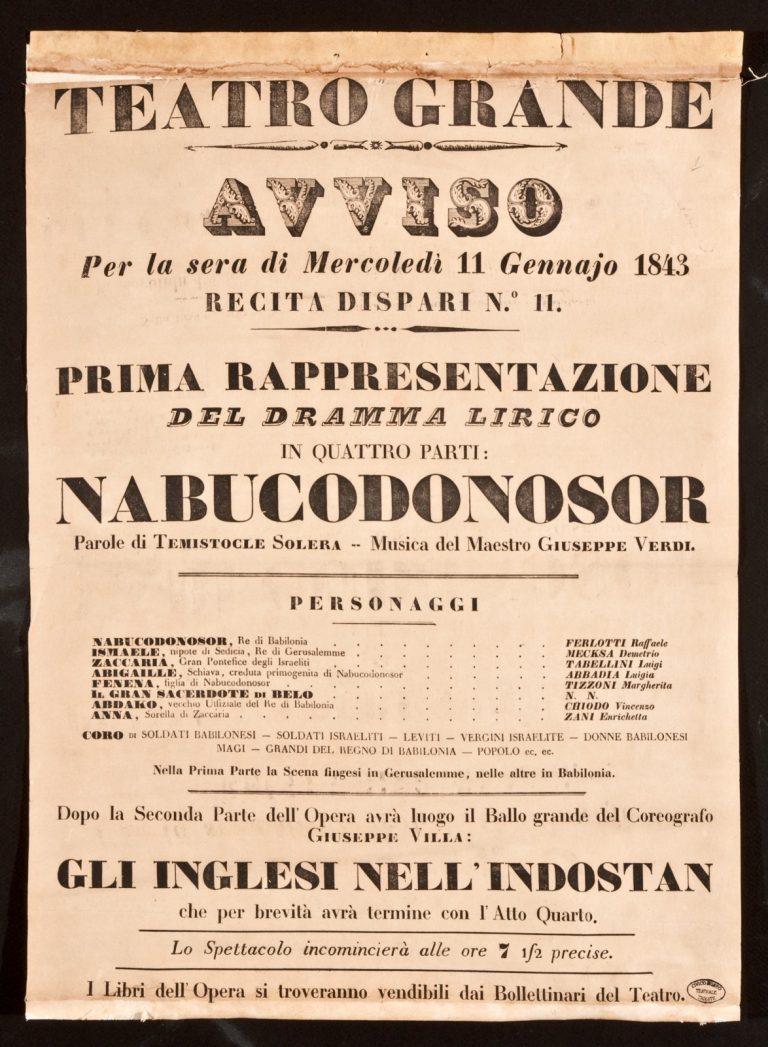 TEATRO GRANDE
AVVISO
Per la sera di Mercoledì 11 Gennajo 1843
RECITA DISPARI N.º 11.
PRIMA RAPPRESENTAZIONE
DEL DRAMMA LIRICO
IN QUATTRO PARTI:
NABUCODONOSOR
Parole di TEMISTOCLE SOLERA -- Musica del Maestro GIUSEPPE VERDI.
PERSONAGGI
NABUCODONOSOR, Re di Babilonia . . . . . . . . . FERLOTTI Raffaele
ISMAELE, nipote di Sedicia, Re di Gerusalemme . . . . . . . . . MECKSA Demetrio
ZACCARIA, Gran Pontefice degli Israeliti . . . . . . . . . TABELLINI Luigi
ABIGAILLE, Schiava, creduta primogenita di Nabucodonosor . . . . . . . ABBADIA Luigia
FENENA, figlia di Nabucodonosor . . . . . . . . . TIZZONI Margherita
IL GRAN SACERDOTE DI BELO . . . . . . . . . N. N.
ABDAKO, vecchio Uffiziale del Re di Babilonia . . . . . . . . . CHIODO Vincenzo
ANNA, Sorella di Zaccaria . . . . . . . . . ZANI Enrichetta
CORO DI SOLDATI BABILONESI — SOLDATI ISRAELITI — LEVITI — VERGINI ISRAELITE — DONNE BABILONESI
MAGI — GRANDI DEL REGNO DI BABILONIA — POPOLO ec. ec.
Nella Prima Parte la Scena fingesi in Gerusalemme, nelle altre in Babilonia.
Dopo la Seconda Parte dell'Opera avrà luogo il Ballo grande del Coreografo
GIUSEPPE VILLA:
GLI INGLESI NELL'INDOSTAN
che per brevità avrà termine con l'Atto Quarto.
Lo Spettacolo incomincierà alle ore 7 1/2 precise.
I Libri dell'Opera si troveranno vendibili dai Bollettinari del Teatro.
CIVICO MUSEO
TEATRALE
TRIESTE